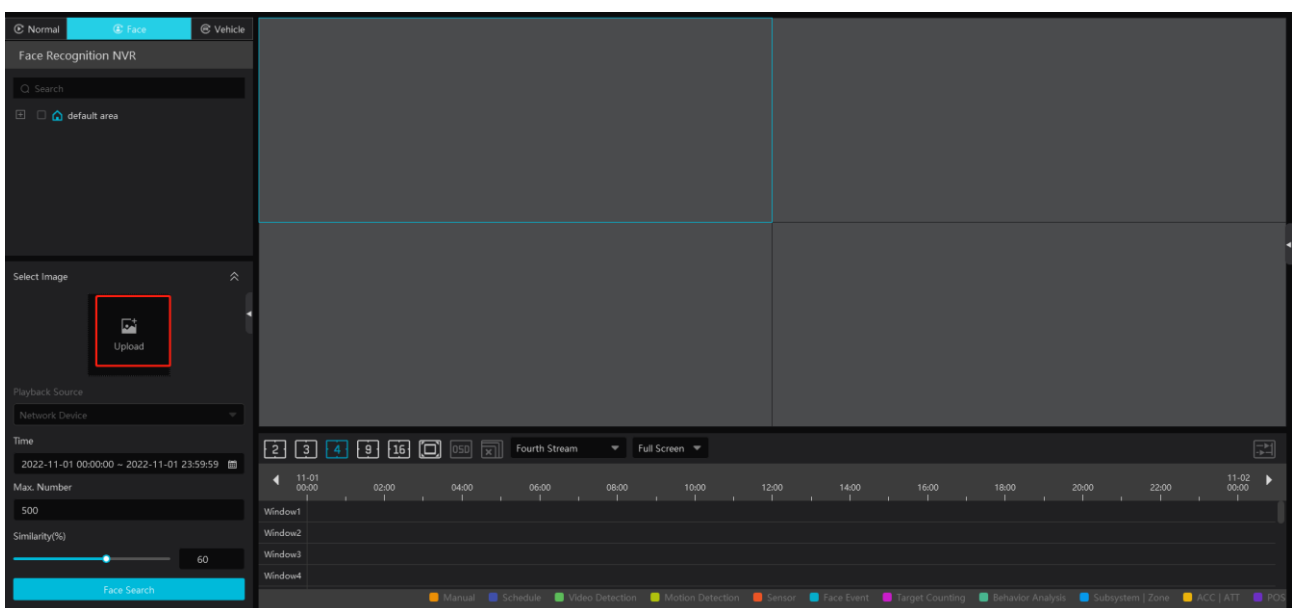 Normal Face Vehicle
Face Recognition NVR
Search
default area
Select Image
Upload
Playback Source
Network Device
Time
2022-11-01 00:00:00 ~ 2022-11-01 23:59:59
Max. Number
500
Similarity(%)
60
Face Search
2 3 4 9 16 OSD Fourth Stream Full Screen
11-01 11-02
00:00 02:00 04:00 06:00 08:00 10:00 12:00 14:00 16:00 18:00 20:00 22:00 00:00
Window1
Window2
Window3
Window4
Manual Schedule Video Detection Motion Detection Sensor Face Event Target Counting Behavior Analysis Subsystem | Zone ACC | ATT POS